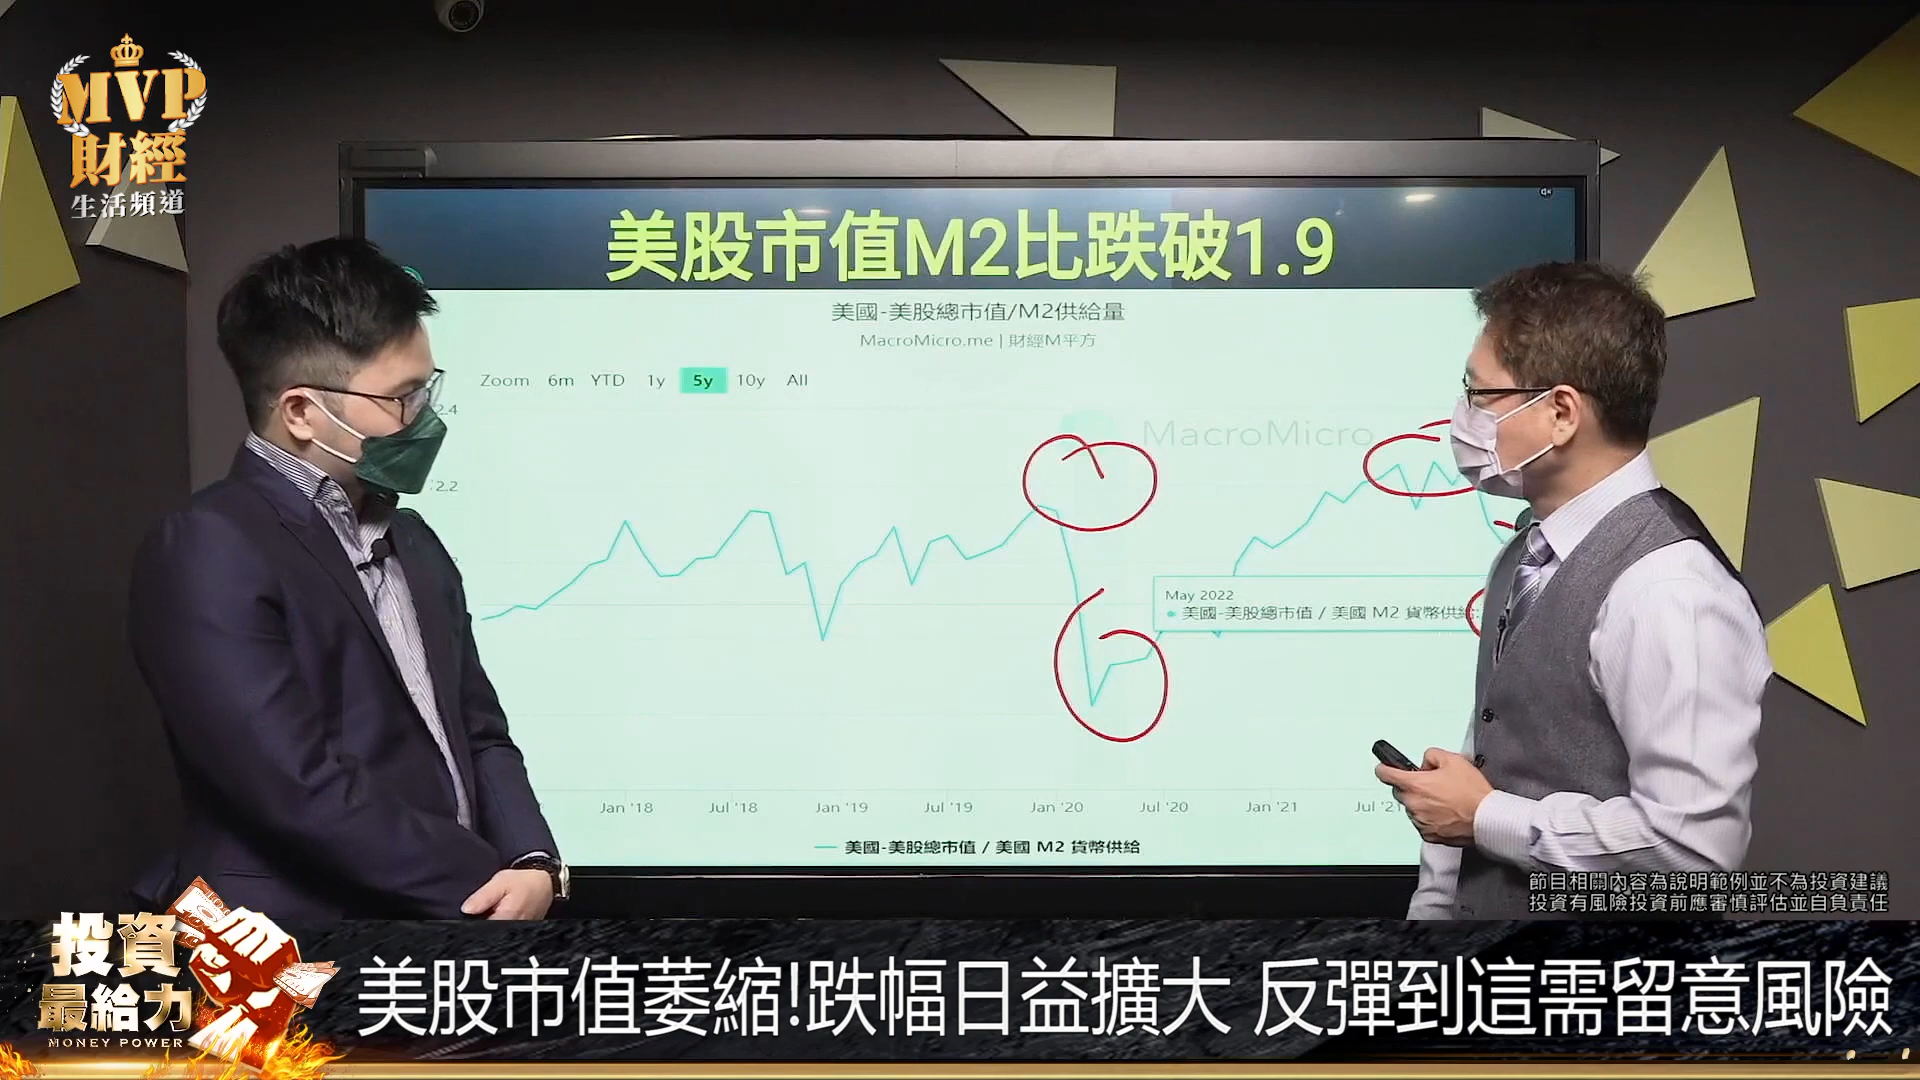 MVP
財經
生活頻道
美股市值M2比跌破1.9
美國-美股總市值/M2供給量
MacroMicro.me | 財經M平方
Zoom 6m YTD 1y 5y 10y All
2.4
MacroMicro
2.2
May 2022
美國-美股總市值 / 美國 M2 貨幣供給:
Jan '18 Jul '18 Jan '19 Jul '19 Jan '20 Jul '20 Jan '21 Jul '21
美國-美股總市值 / 美國 M2 貨幣供給
節目相關內容為說明範例並不為投資建議
投資有風險投資前應審慎評估並自負責任
投資
最給力
MONEY POWER
美股市值萎縮!跌幅日益擴大 反彈到這需留意風險